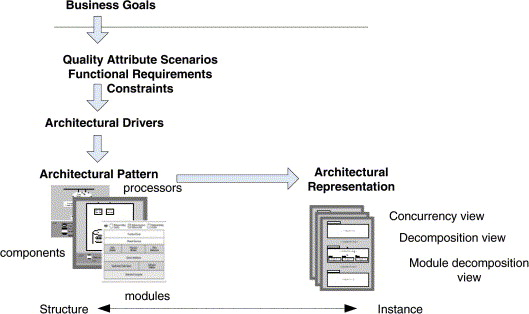 Business Goals
Quality Attribute Scenarios
Functional Requirements
Constraints
Architectural Drivers
Architectural Pattern
processors
Architectural
Representation
Concurrency view
Decomposition view
components
Module decomposition
view
modules
Structure
Instance